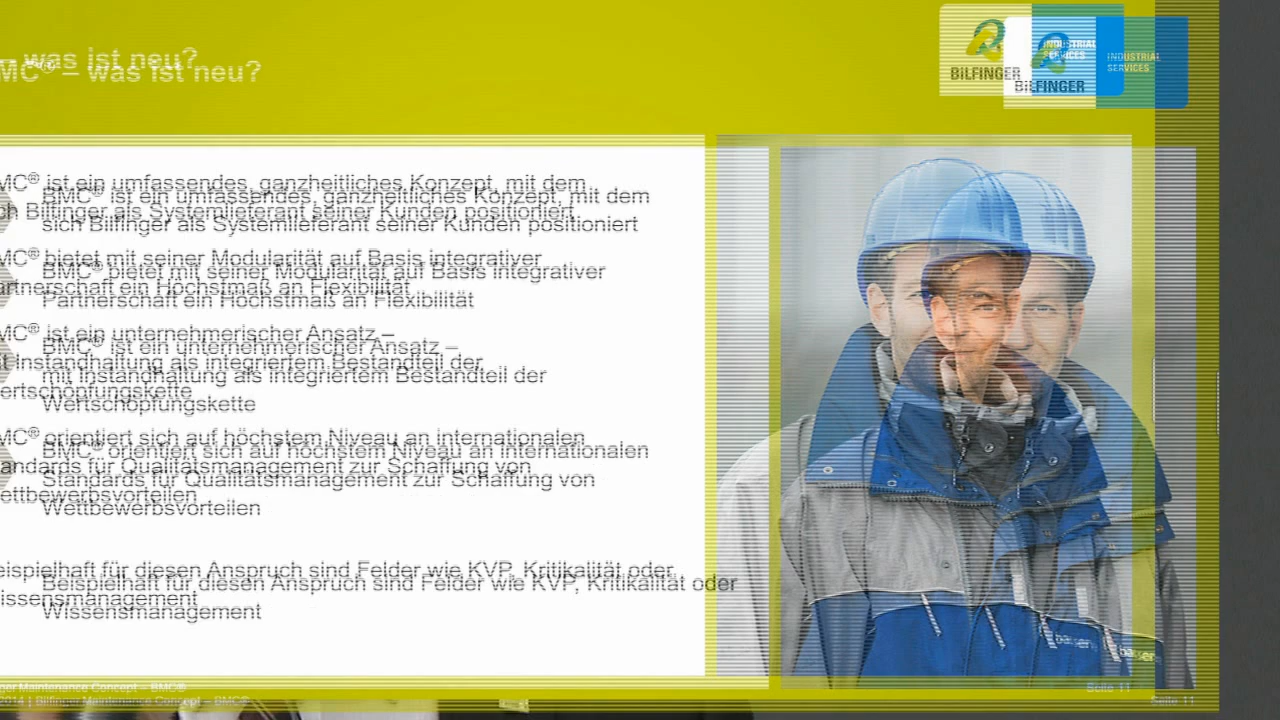 BMC® – was ist neu?
BILFINGER
INDUSTRIAL
SERVICES
BMC® ist ein umfassendes, ganzheitliches Konzept, mit dem
sich Bilfinger als Systemlieferant seiner Kunden positioniert
BMC® bietet mit seiner Modularität auf Basis integrativer
Partnerschaft ein Höchstmaß an Flexibilität
BMC® ist ein unternehmerischer Ansatz –
mit Instandhaltung als integriertem Bestandteil der
Wertschöpfungskette
BMC® orientiert sich auf höchstem Niveau an internationalen
Standards für Qualitätsmanagement zur Schaffung von
Wettbewerbsvorteilen
Beispielhaft für diesen Anspruch sind Felder wie KVP, Kritikalität oder
Wissensmanagement
2014 | Bilfinger Maintenance Concept – BMC®
Seite 11